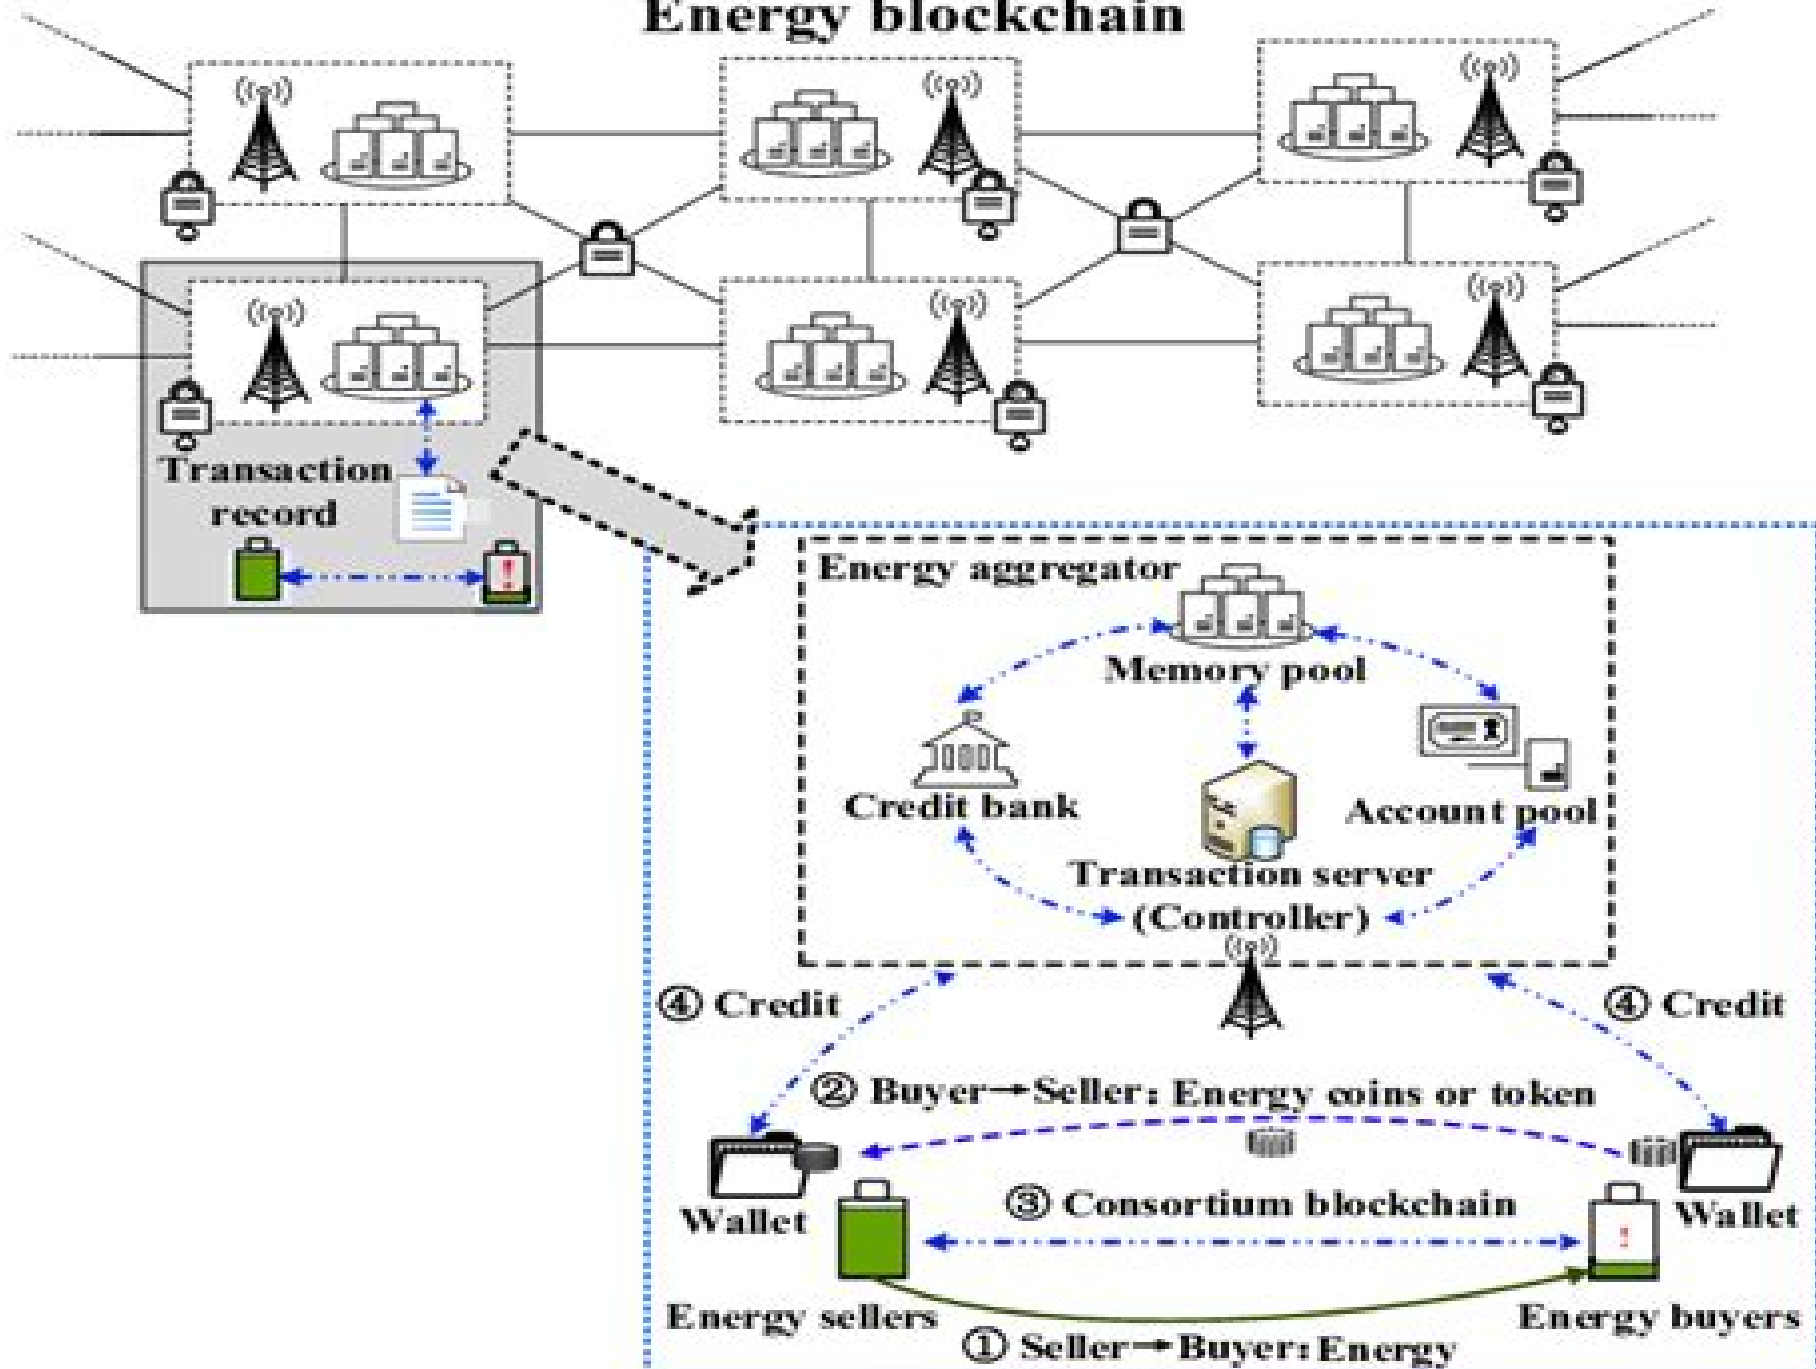 Energy blockchain
Transaction
record
Energy aggregator
Memory pool
Credit bank
Account pool
Transaction server
(Controller)
④ Credit
④ Credit
② Buyer→Seller: Energy coins or token
③ Consortium blockchain
Wallet
Wallet
Energy sellers
Energy buyers
① Seller→Buyer: Energy